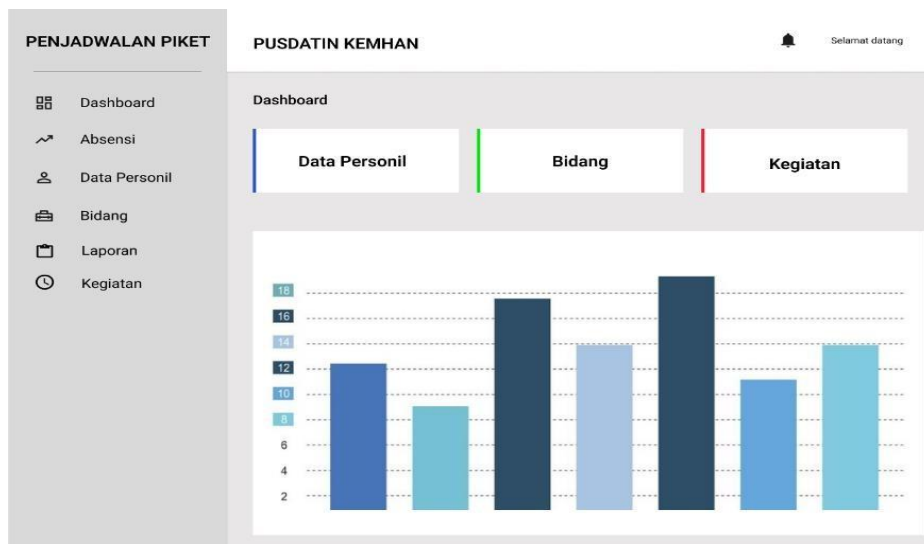 PENJADWALAN PIKET
PUSDATIN KEMHAN
Selamat datang
Dashboard
Absensi
Data Personil
Bidang
Laporan
Kegiatan
Dashboard
Data Personil
Bidang
Kegiatan
18
16
14
12
10
8
6
4
2